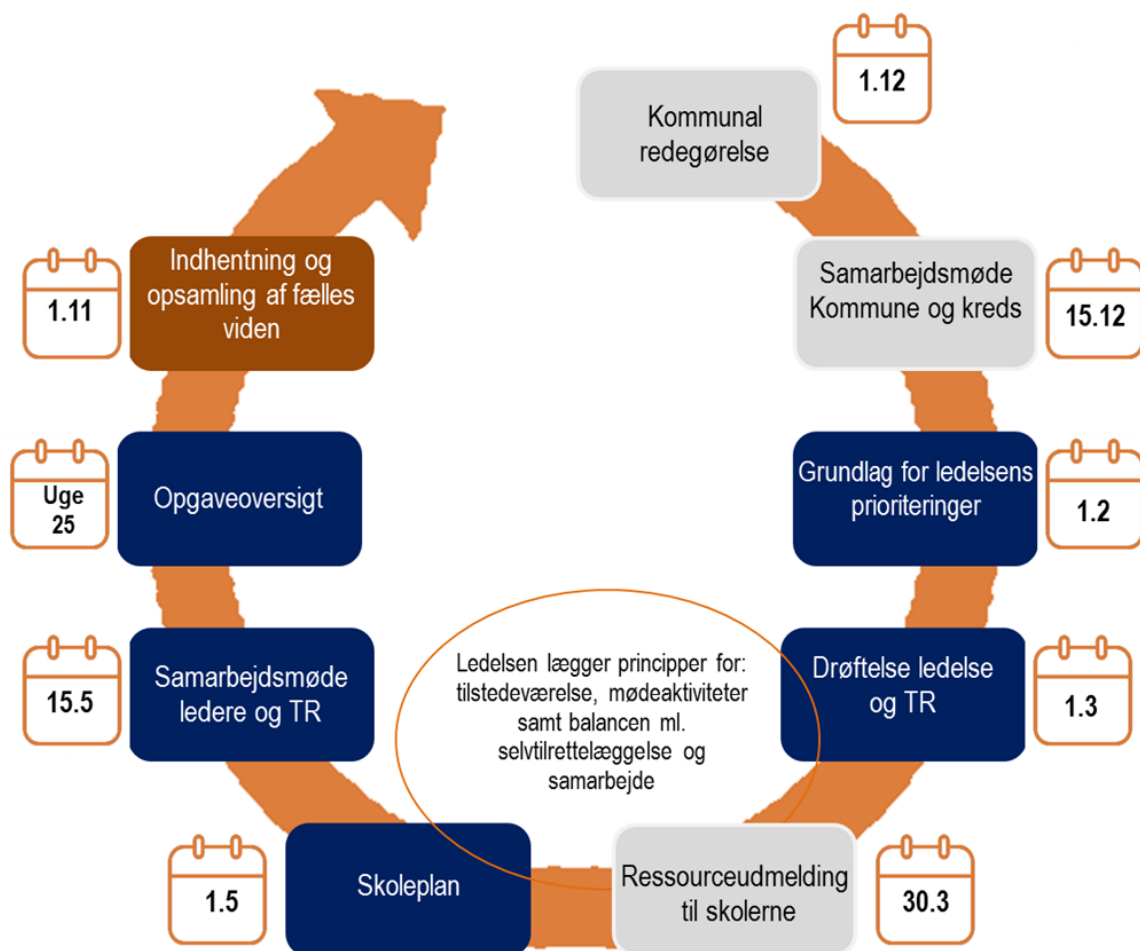 1.12
Kommunal
redegørelse
Samarbejdsmøde
Kommune og kreds
15.12
Grundlag for ledelsens
prioriteringer
1.2
Drøftelse ledelse
og TR
1.3
Ressourceudmelding
til skolerne
30.3
Ledelsen lægger principper for:
tilstedeværelse, mødeaktiviteter
samt balancen ml.
selvtilrettelæggelse og
samarbejde
Skoleplan
1.5
Samarbejdsmøde
ledere og TR
15.5
Opgaveoversigt
Uge
25
Indhentning og
opsamling af fælles
viden
1.11